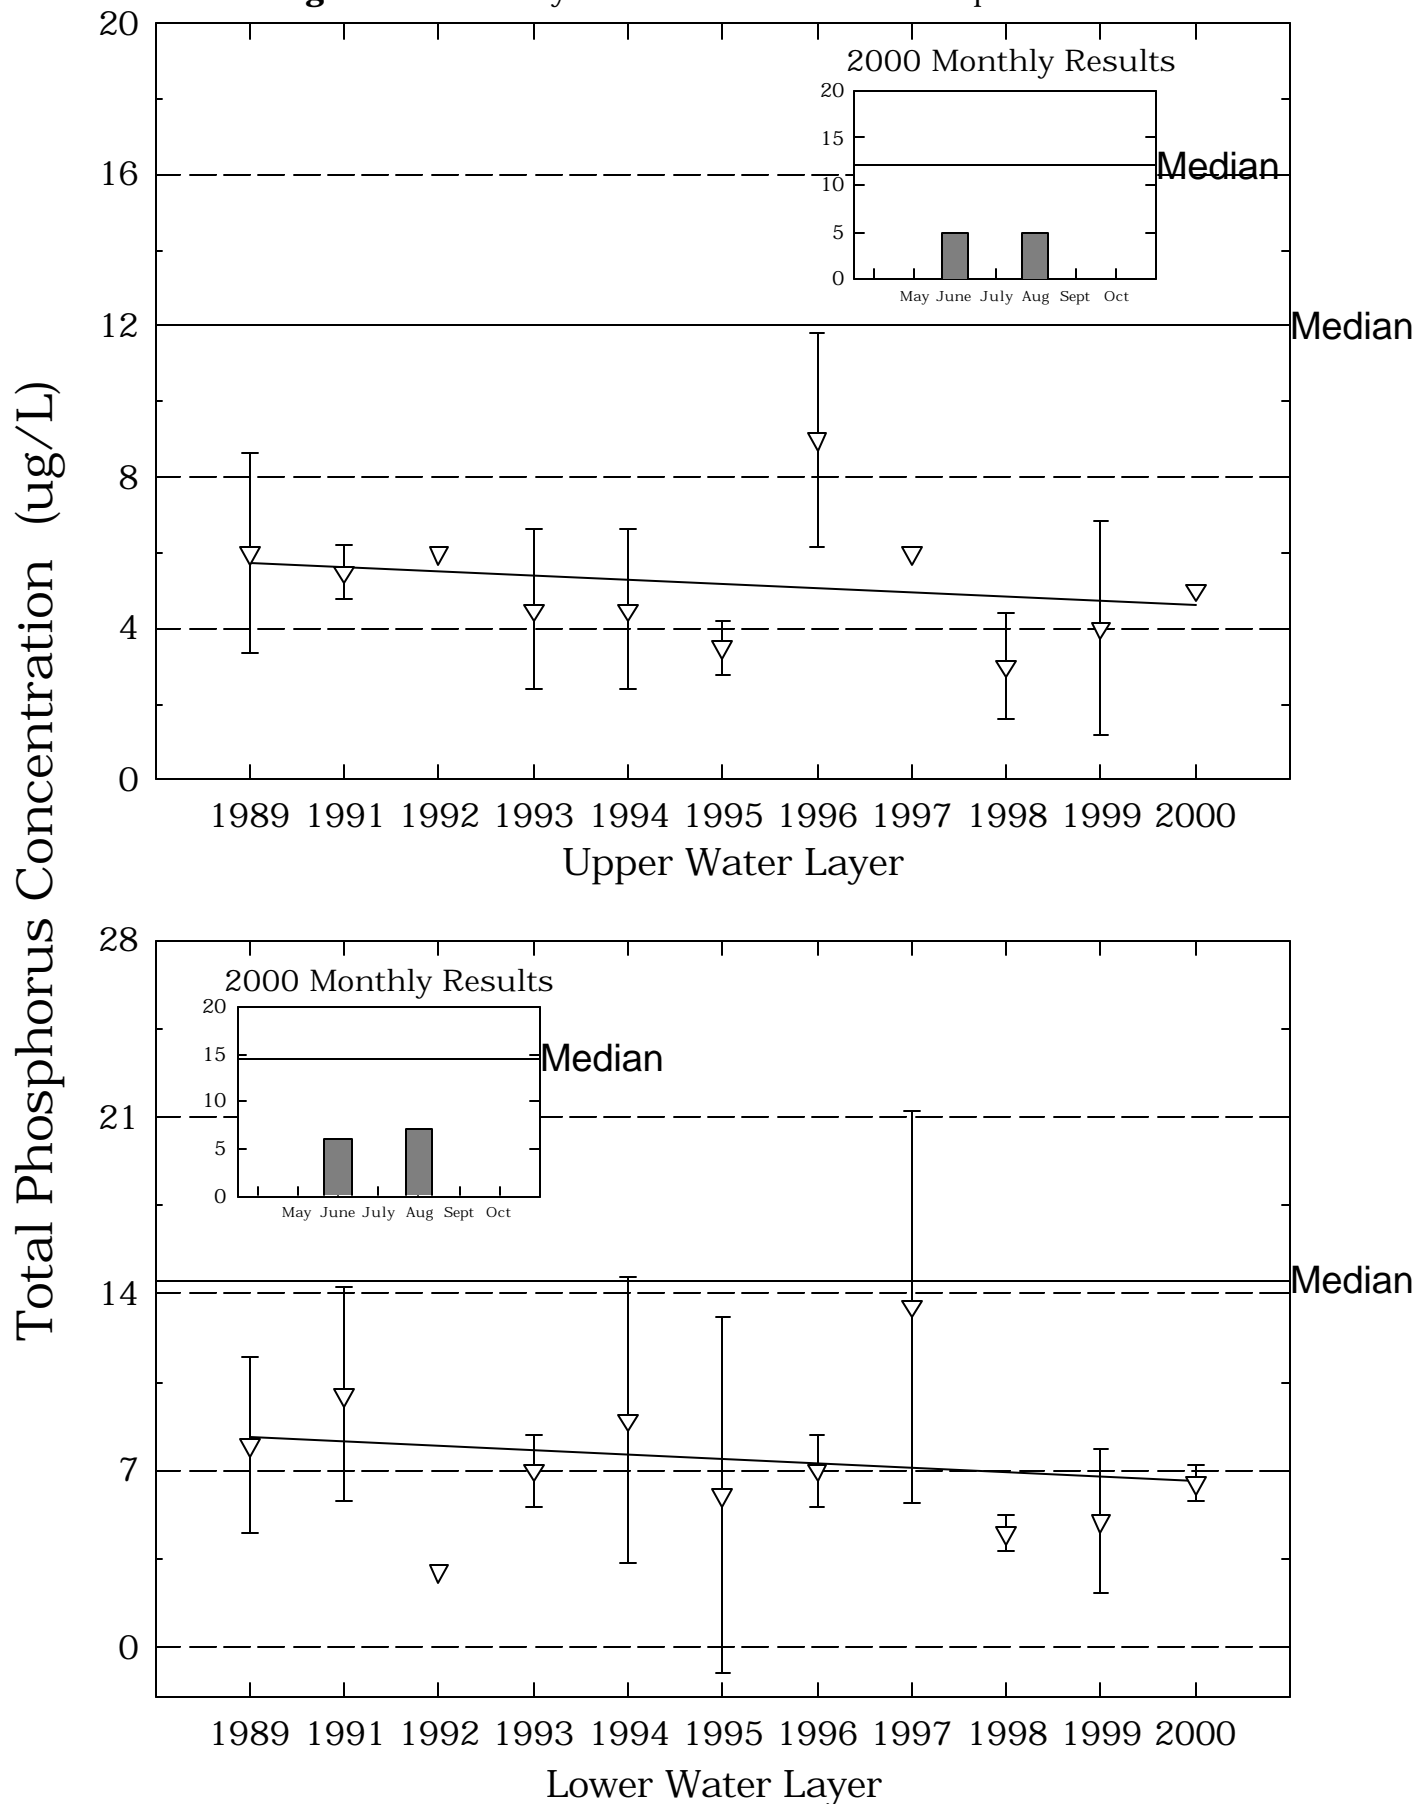 20
2000 Monthly Results
20
15
Median
16
10
5
0
May June July Aug Sept Oct
12
Median
8
4
0
1989 1991 1992 1993 1994 1995 1996 1997 1998 1999 2000
Upper Water Layer
Total Phosphorus Concentration (ug/L)
28
2000 Monthly Results
20
15
Median
10
21
5
0
May June July Aug Sept Oct
14
Median
7
0
1989 1991 1992 1993 1994 1995 1996 1997 1998 1999 2000
Lower Water Layer